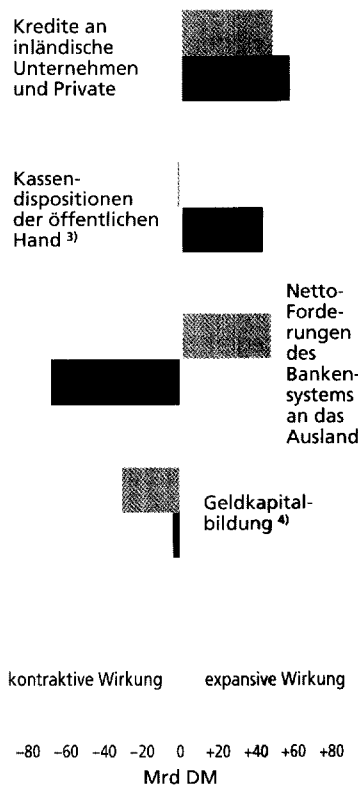 Kredite an
inländische
Unternehmen
und Private
Kassen-
dispositionen
der öffentlichen
Hand 3)
Netto-
Forde-
rungen
des
Banken-
systems
an das
Ausland
Geldkapital-
bildung 4)
kontraktive Wirkung expansive Wirkung
–80 –60 –40 –20 0 +20 +40 +60 +80
Mrd DM